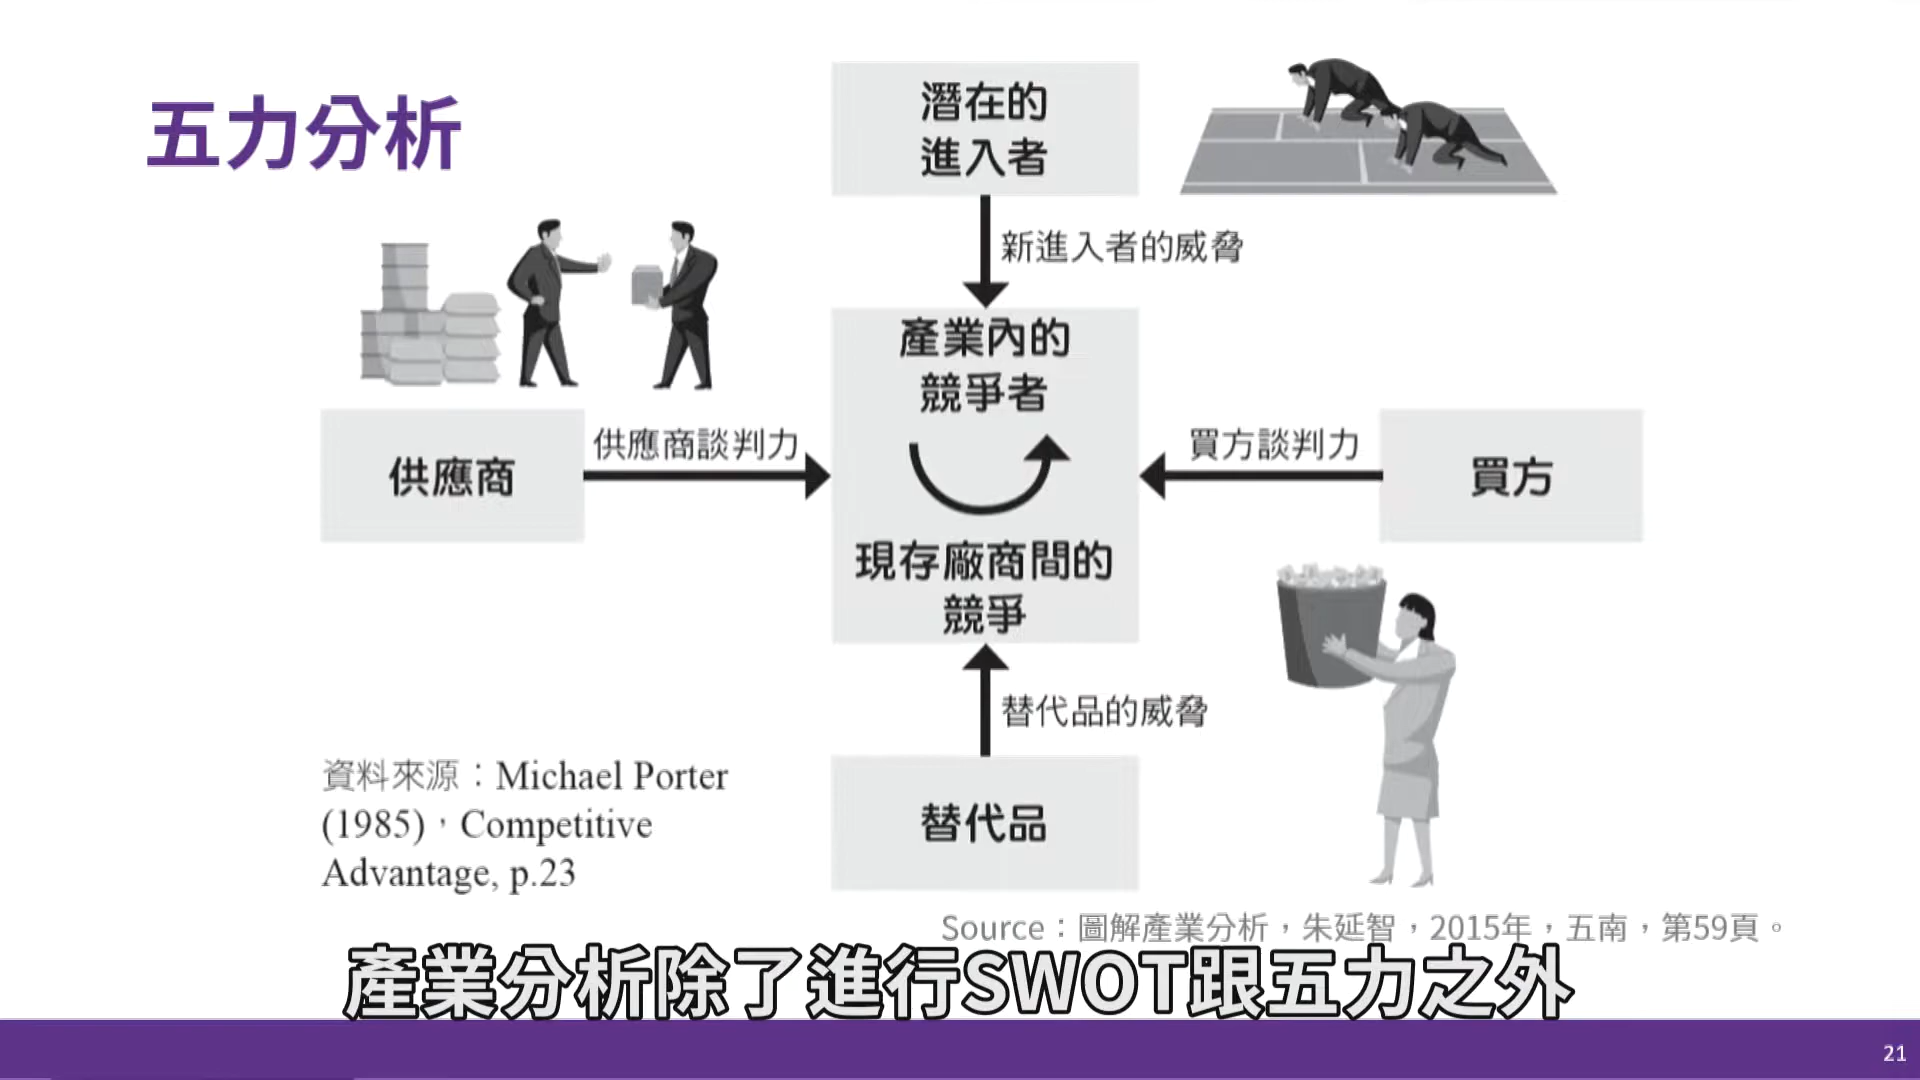 五力分析
潛在的
進入者
新進入者的威脅
產業內的
競爭者
供應商談判力
買方談判力
供應商
買方
現存廠商間的
競爭
替代品的威脅
替代品
資料來源：Michael Porter
(1985)，Competitive
Advantage, p.23
Source：圖解產業分析，朱延智，2015年，五南，第59頁。
產業分析除了進行SWOT跟五力之外
21